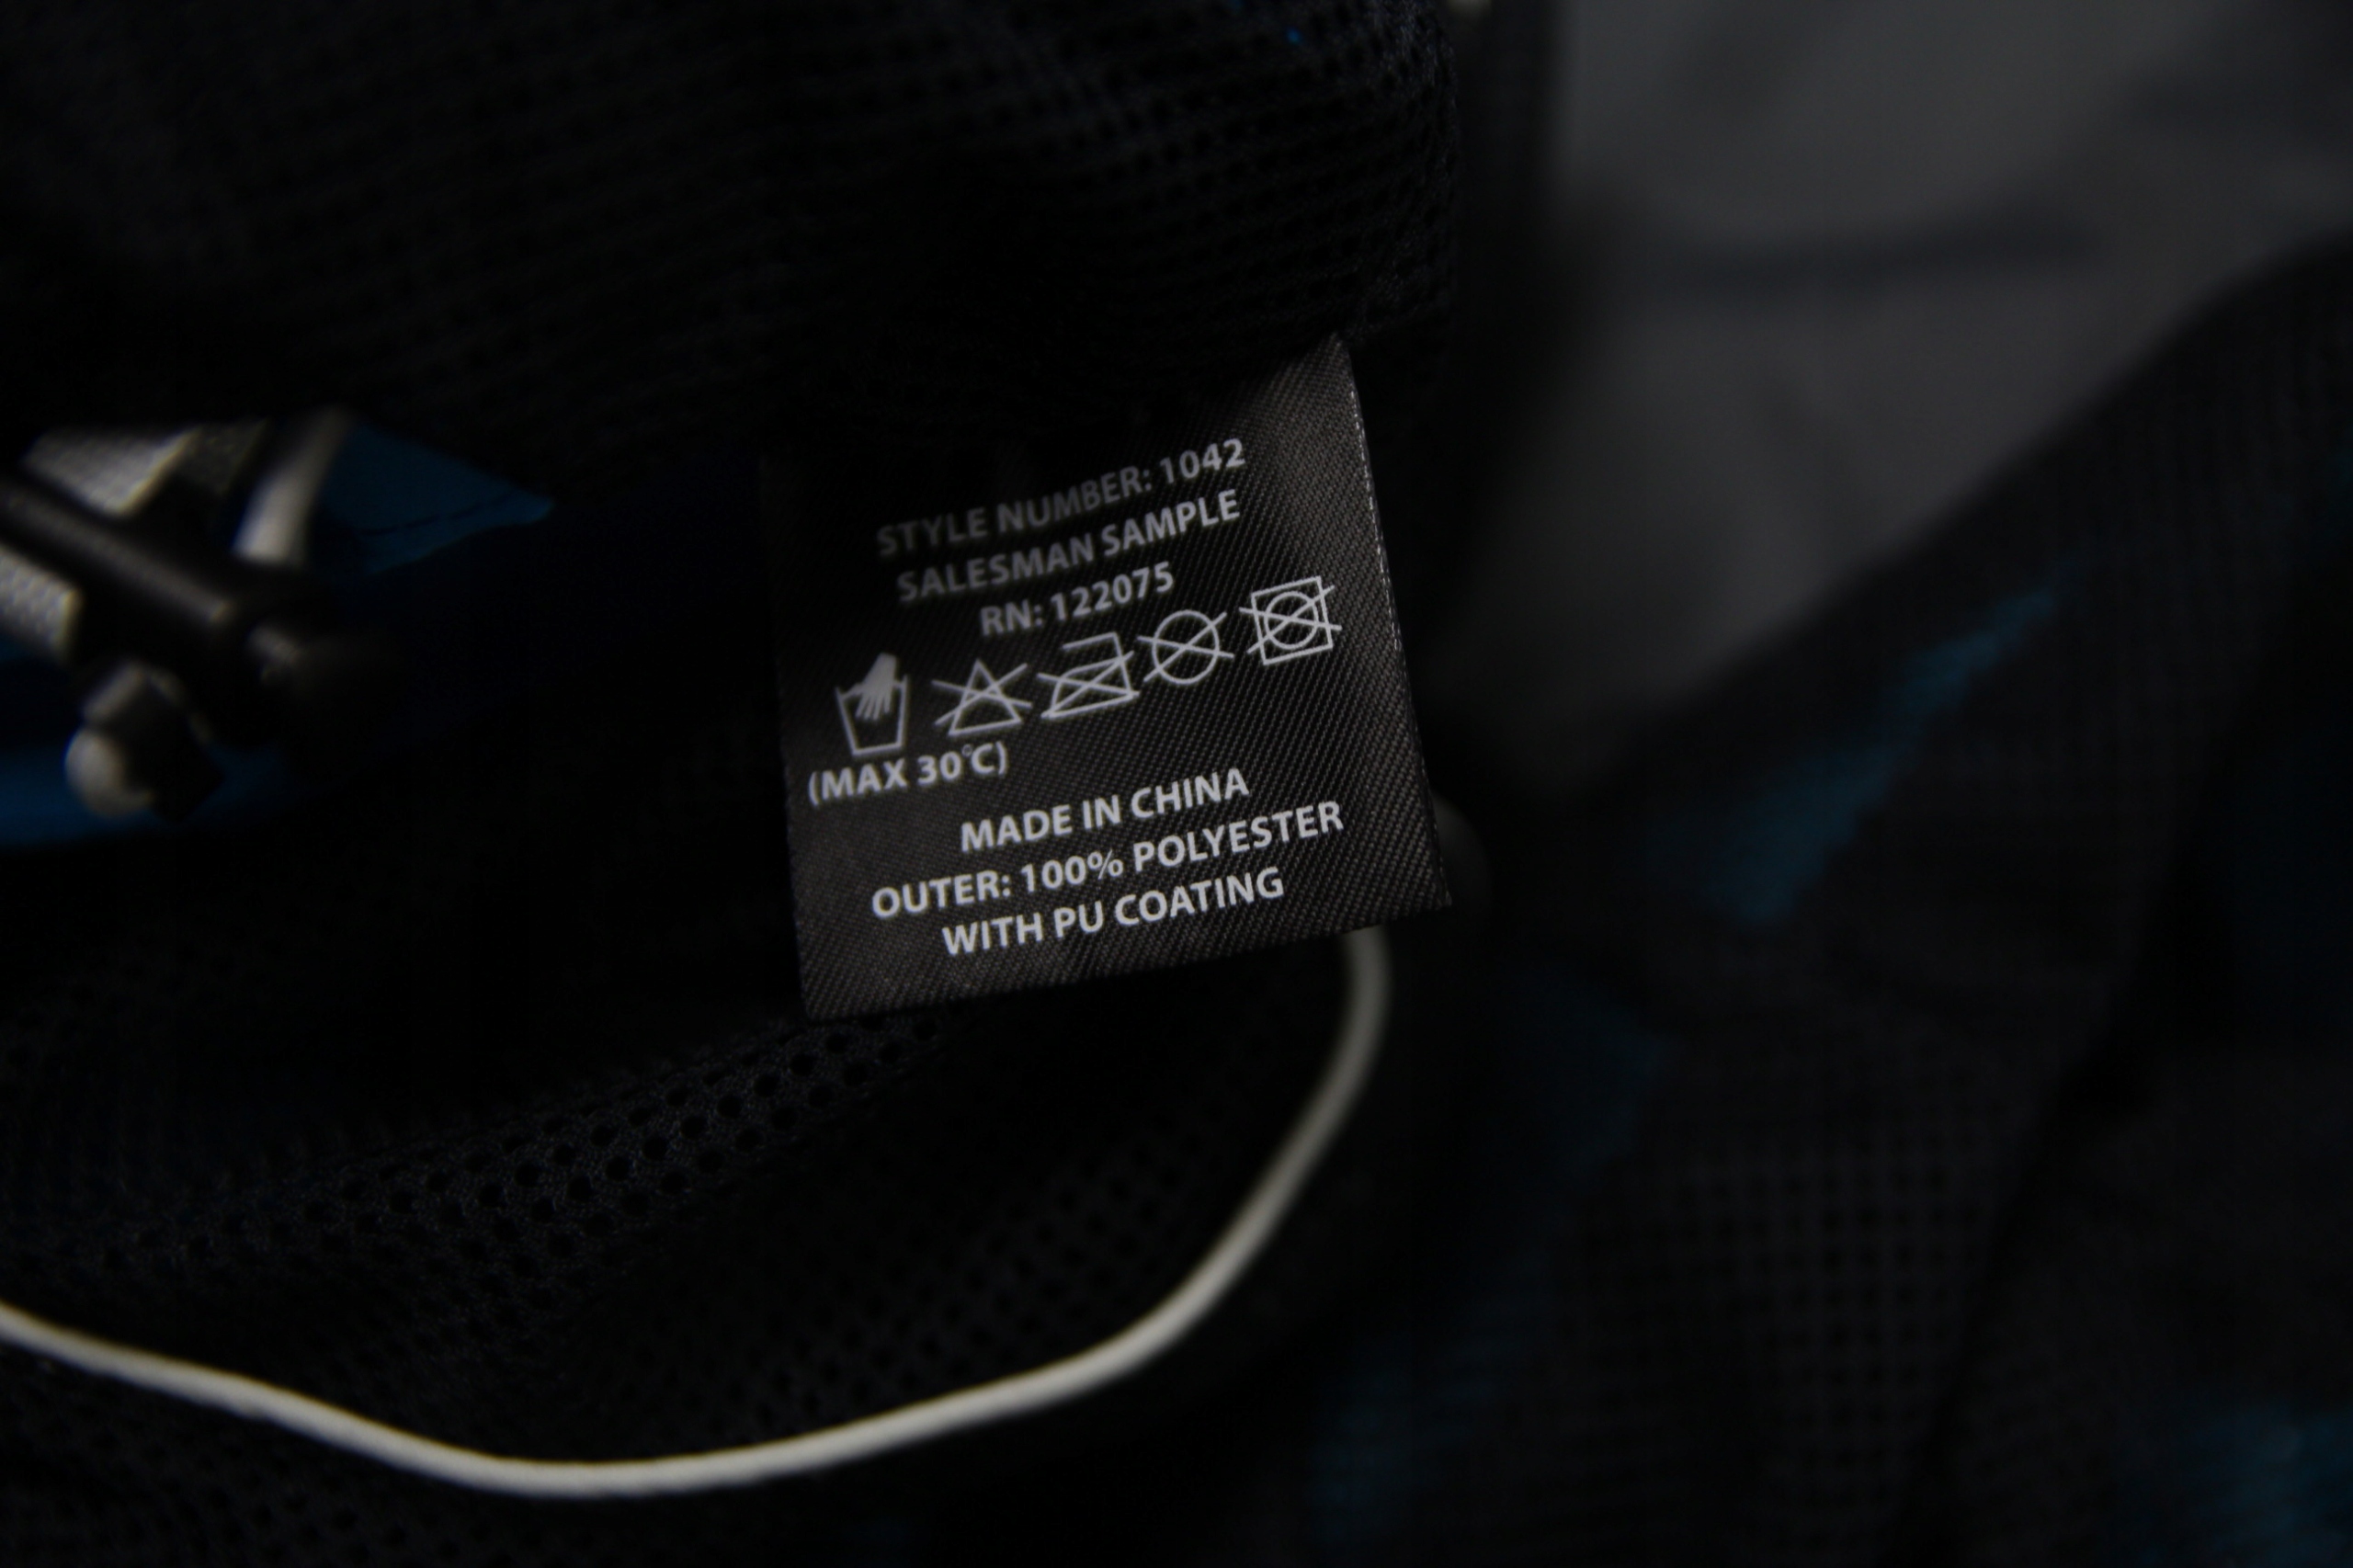 STYLE NUMBER: 1042
SALESMAN SAMPLE
RN: 122075
(MAX 30°C)
MADE IN CHINA
OUTER: 100% POLYESTER
WITH PU COATING